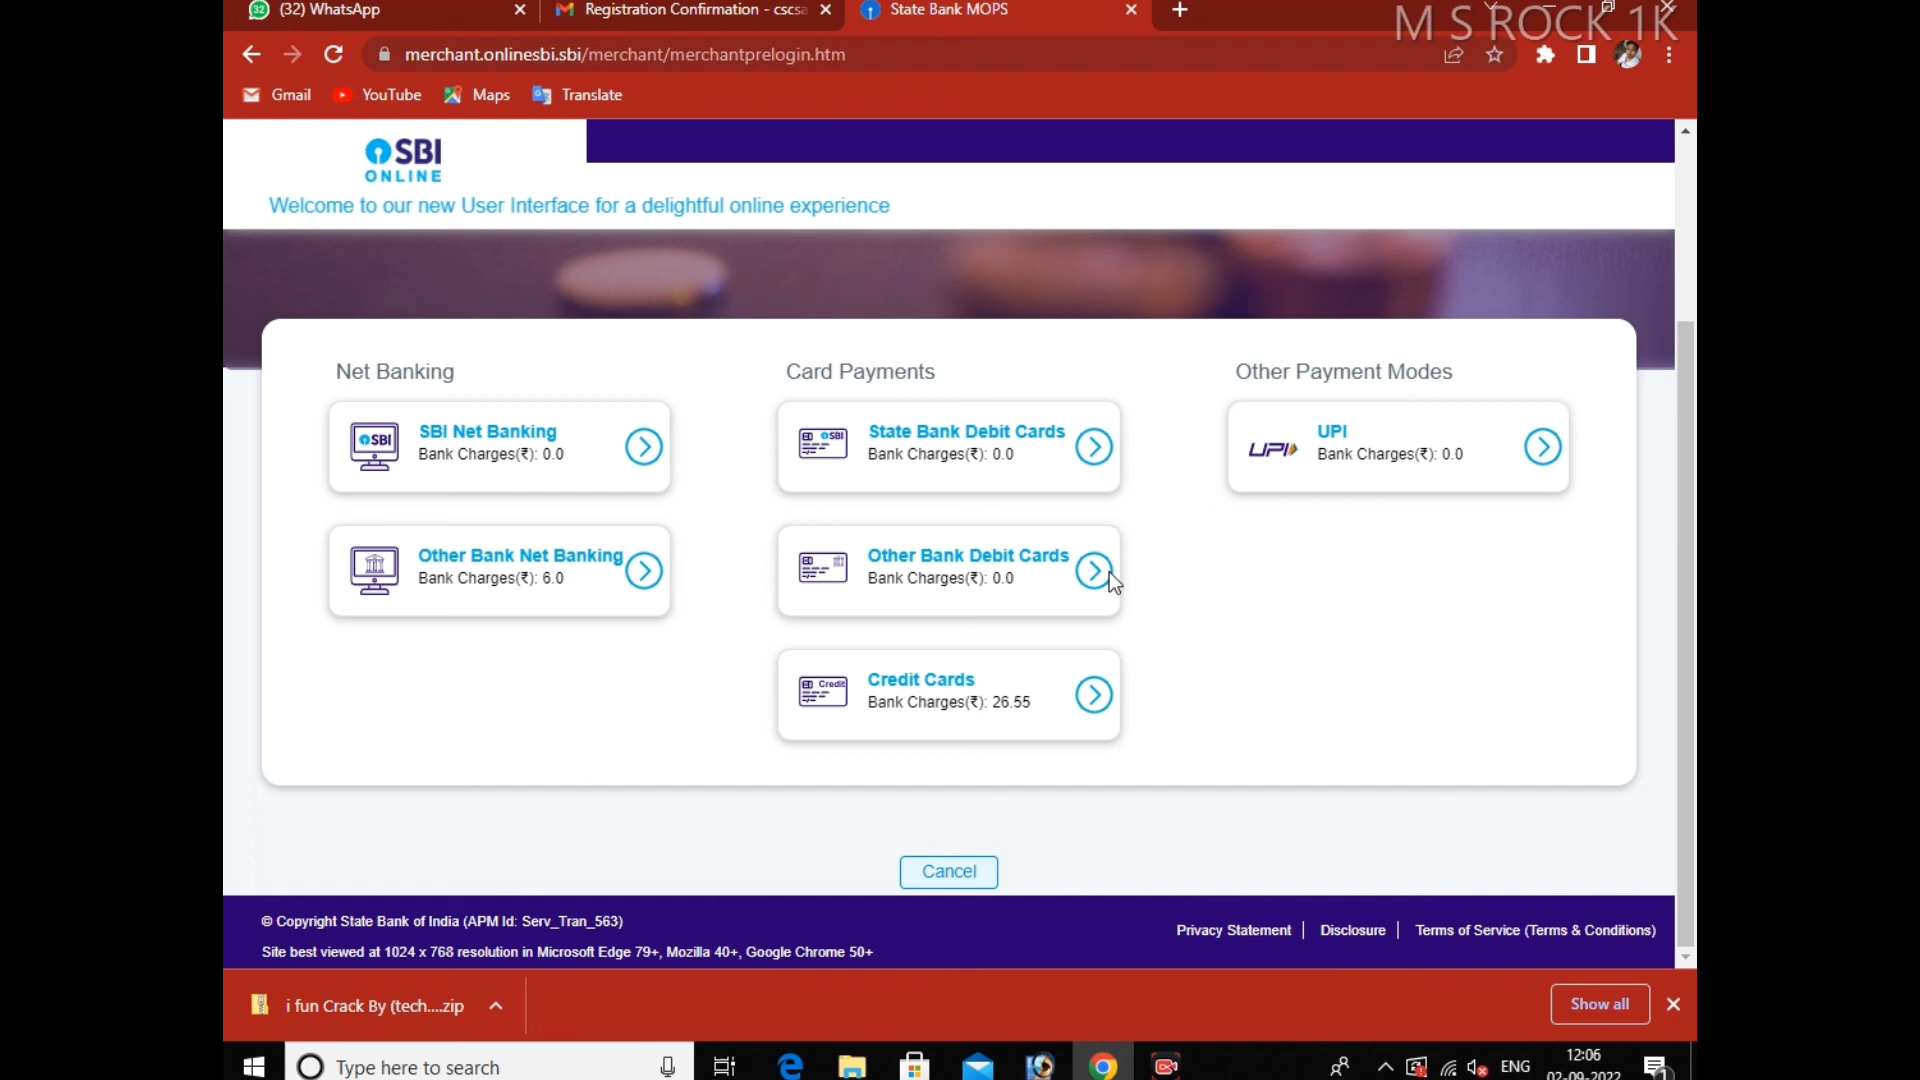 (32) WhatsApp
Registration Confirmation - cscsa
State Bank MOPS
M S ROCK 1K
merchant.onlinesbi.sbi/merchant/merchantprelogin.htm
Gmail
YouTube
Maps
Translate
SBI
ONLINE
Welcome to our new User Interface for a delightful online experience
Net Banking
Card Payments
Other Payment Modes
SBI Net Banking
Bank Charges(₹): 0.0
State Bank Debit Cards
Bank Charges(₹): 0.0
UPI
UPI
Bank Charges(₹): 0.0
Other Bank Net Banking
Bank Charges(₹): 6.0
Other Bank Debit Cards
Bank Charges(₹): 0.0
Credit
Credit Cards
Bank Charges(₹): 26.55
Cancel
© Copyright State Bank of India (APM Id: Serv_Tran_563)
Privacy Statement
Disclosure
Terms of Service (Terms & Conditions)
Site best viewed at 1024 x 768 resolution in Microsoft Edge 79+, Mozilla 40+, Google Chrome 50+
i fun Crack By (tech....zip
Show all
Type here to search
ENG
12:06
02-09-2022